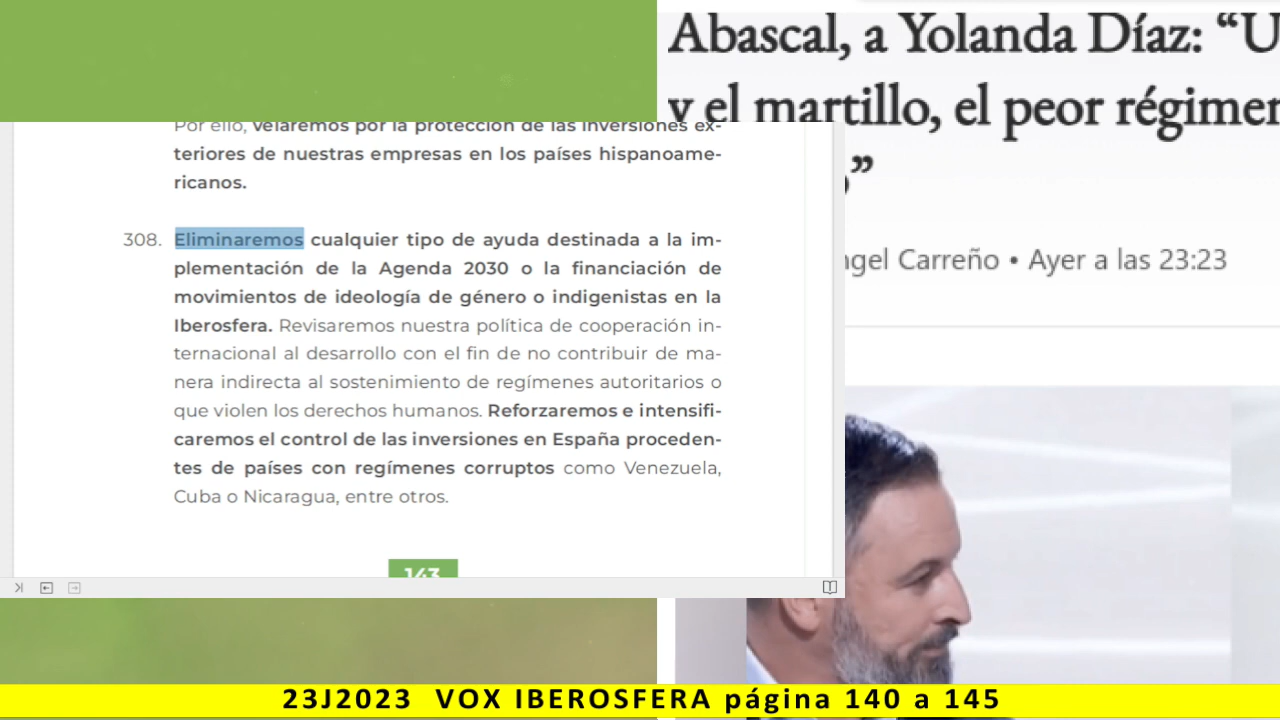 Abascal, a Yolanda Díaz: “U
y el martillo, el peor régimen
”
ngel Carreño • Ayer a las 23:23
Por ello, velaremos por la protección de las inversiones ex-
teriores de nuestras empresas en los países hispanoame-
ricanos.
308. Eliminaremos cualquier tipo de ayuda destinada a la im-
plementación de la Agenda 2030 o la financiación de
movimientos de ideología de género o indigenistas en la
Iberosfera. Revisaremos nuestra política de cooperación in-
ternacional al desarrollo con el fin de no contribuir de ma-
nera indirecta al sostenimiento de regímenes autoritarios o
que violen los derechos humanos. Reforzaremos e intensifi-
caremos el control de las inversiones en España proceden-
tes de países con regímenes corruptos como Venezuela,
Cuba o Nicaragua, entre otros.
143
23J2023 VOX IBEROSFERA página 140 a 145